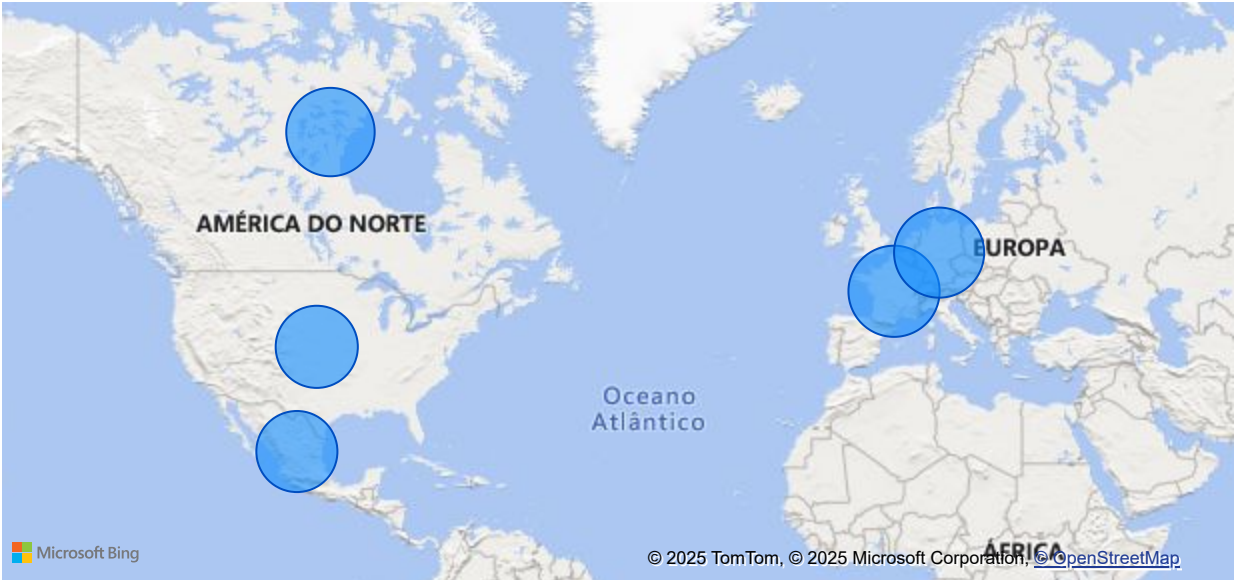 AMÉRICA DO NORTE
EUROPA
Oceano
Atlântico
ÁFRICA
Microsoft Bing
© 2025 TomTom, © 2025 Microsoft Corporation, © OpenStreetMap